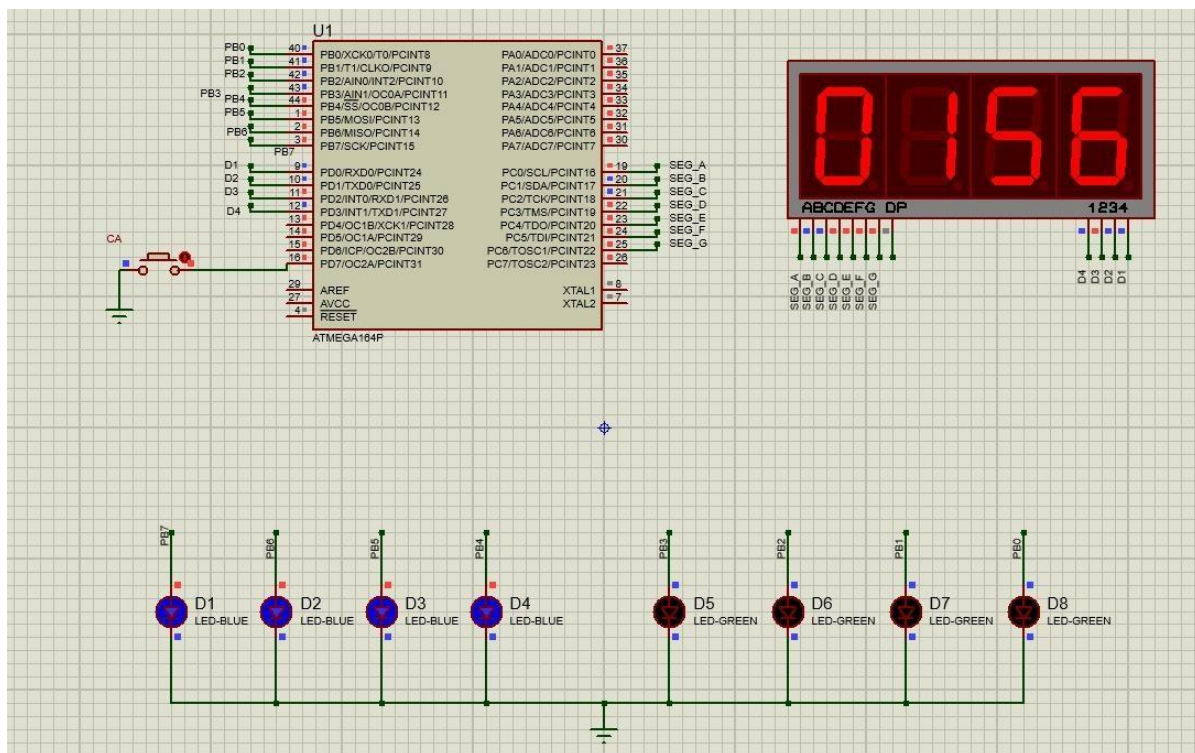 U1
PB0 40 PB0/XCK0/T0/PCINT8 PA0/ADC0/PCINT0 37
PB1 41 PB1/T1/CLKO/PCINT9 PA1/ADC1/PCINT1 36
PB2 42 PB2/AIN0/INT2/PCINT10 PA2/ADC2/PCINT2 35
PB3 43 PB3/AIN1/OC0A/PCINT11 PA3/ADC3/PCINT3 34
PB4 44 PB4/SS/OC0B/PCINT12 PA4/ADC4/PCINT4 33
PB5 1 PB5/MOSI/PCINT13 PA5/ADC5/PCINT5 32
PB6 2 PB6/MISO/PCINT14 PA6/ADC6/PCINT6 31
PB7 3 PB7/SCK/PCINT15 PA7/ADC7/PCINT7 30
D1 9 PD0/RXD0/PCINT24 PC0/SCL/PCINT16 19 SEG_A
D2 10 PD1/TXD0/PCINT25 PC1/SDA/PCINT17 20 SEG_B
D3 11 PD2/INT0/RXD1/PCINT26 PC2/TCK/PCINT18 21 SEG_C
D4 12 PD3/INT1/TXD1/PCINT27 PC3/TMS/PCINT19 22 SEG_D
13 PD4/OC1B/XCK1/PCINT28 PC4/TDO/PCINT20 23 SEG_E
14 PD5/OC1A/PCINT29 PC5/TDI/PCINT21 24 SEG_F
15 PD6/ICP/OC2B/PCINT30 PC6/TOSC1/PCINT22 25 SEG_G
16 PD7/OC2A/PCINT31 PC7/TOSC2/PCINT23 26
CA
29 AREF XTAL1 8
27 AVCC XTAL2 7
4 RESET
ATMEGA164P
0156
ABCDEFG DP 1234
SEG_A SEG_B SEG_C SEG_D SEG_E SEG_F SEG_G D4 D3 D2 D1
PB7 PB6 PB5 PB4 PB3 PB2 PB1 PB0
D1 D2 D3 D4 D5 D6 D7 D8
LED-BLUE LED-BLUE LED-BLUE LED-BLUE LED-GREEN LED-GREEN LED-GREEN LED-GREEN